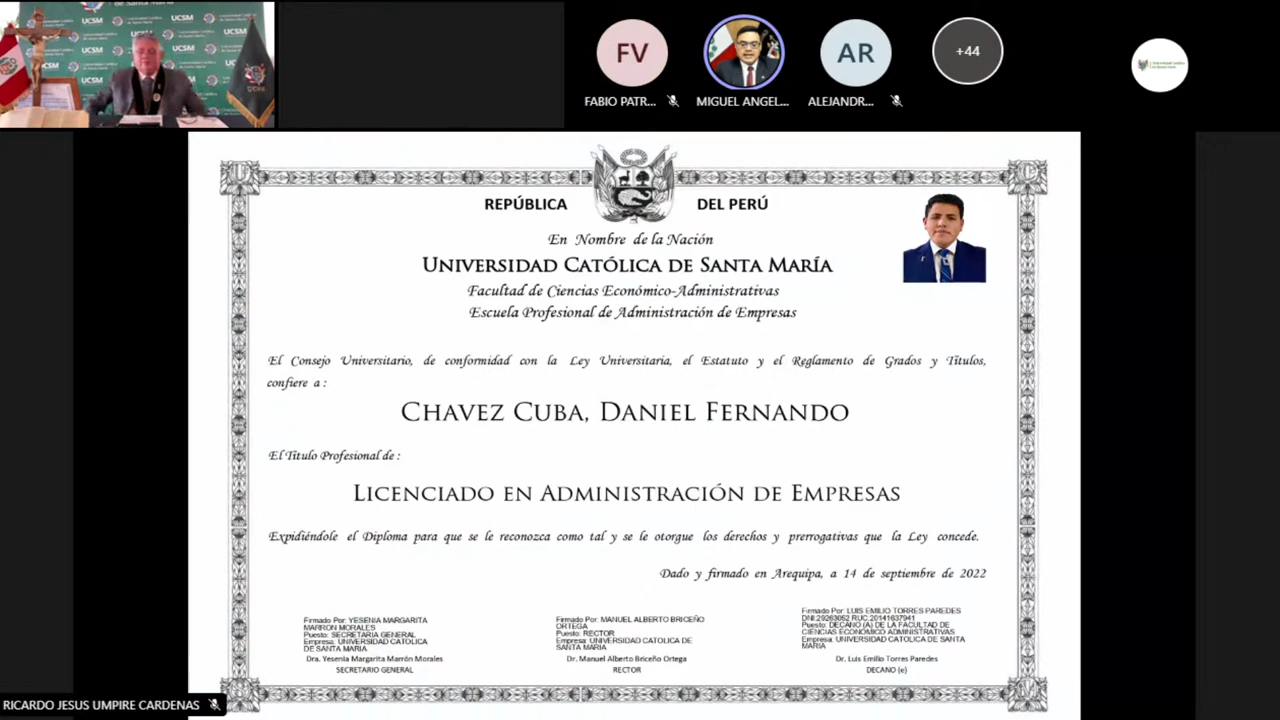 UCSM
UCSM
UCSM
UCSM
FV
AR
+44
FABIO PATR...
MIGUEL ANGEL...
ALEJANDR...
REPÚBLICA
DEL PERÚ
En Nombre de la Nación
UNIVERSIDAD CATÓLICA DE SANTA MARÍA
Facultad de Ciencias Económico-Administrativas
Escuela Profesional de Administración de Empresas
El Consejo Universitario, de conformidad con la Ley Universitaria, el Estatuto y el Reglamento de Grados y Títulos,
confiere a :
CHAVEZ CUBA, DANIEL FERNANDO
El Título Profesional de :
LICENCIADO EN ADMINISTRACIÓN DE EMPRESAS
Expidiéndole el Diploma para que se le reconozca como tal y se le otorgue los derechos y prerrogativas que la Ley concede.
Dado y firmado en Arequipa, a 14 de septiembre de 2022
Firmado Por: YESENIA MARGARITA
MARRON MORALES
Puesto: SECRETARIA GENERAL
Empresa: UNIVERSIDAD CATOLICA
DE SANTA MARIA
Dra. Yesenia Margarita Marrón Morales
SECRETARIO GENERAL
Firmado Por: MANUEL ALBERTO BRICEÑO
ORTEGA
Puesto: RECTOR
Empresa: UNIVERSIDAD CATOLICA DE
SANTA MARIA
Dr. Manuel Alberto Briceño Ortega
RECTOR
Firmado Por: LUIS EMILIO TORRES PAREDES
DNI:29263052 RUC:20141637941
Puesto: DECANO (A) DE LA FACULTAD DE
CIENCIAS ECONÓMICO ADMINISTRATIVAS
Empresa: UNIVERSIDAD CATOLICA DE SANTA
MARIA
Dr. Luis Emilio Torres Paredes
DECANO (e)
RICARDO JESUS UMPIRE CARDENAS